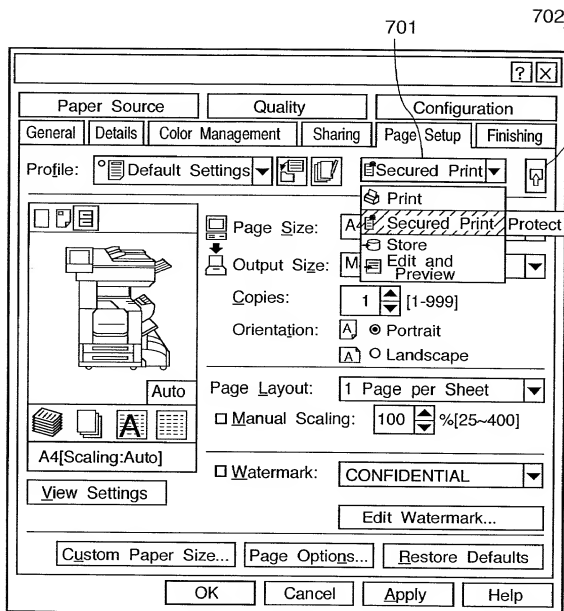 701
702
? X
Paper Source Quality Configuration
General Details Color Management Sharing Page Setup Finishing
Profile: Default Settings Secured Print
Print
Secured Print Protect
Store
Edit and
Preview
Page Size: A4
Output Size: M
Copies: 1 [1-999]
Orientation: A Portrait
A Landscape
Auto
A
A4[Scaling:Auto]
View Settings
Page Layout: 1 Page per Sheet
Manual Scaling: 100 %[25~400]
Watermark: CONFIDENTIAL
Edit Watermark...
Custom Paper Size... Page Options... Restore Defaults
OK Cancel Apply Help